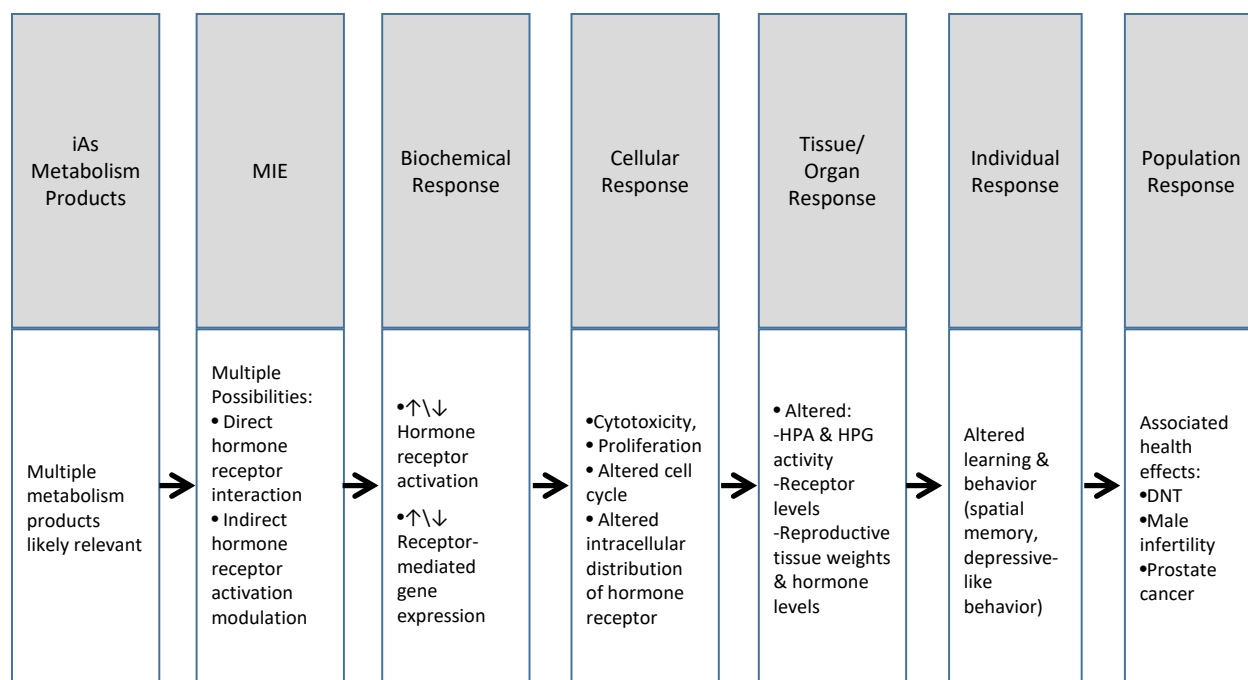 iAs
Metabolism
Products
MIE
Biochemical
Response
Cellular
Response
Tissue/
Organ
Response
Individual
Response
Population
Response
Multiple
metabolism
products
likely relevant
Multiple
Possibilities:
• Direct
hormone
receptor
interaction
• Indirect
hormone
receptor
activation
modulation
•↑\↓
Hormone
receptor
activation
•↑\↓
Receptor-
mediated
gene
expression
•Cytotoxicity,
• Proliferation
• Altered cell
cycle
• Altered
intracellular
distribution
of hormone
receptor
• Altered:
-HPA & HPG
activity
-Receptor
levels
-Reproductive
tissue weights
& hormone
levels
Altered
learning &
behavior
(spatial
memory,
depressive-
like
behavior)
Associated
health
effects:
•DNT
•Male
infertility
•Prostate
cancer